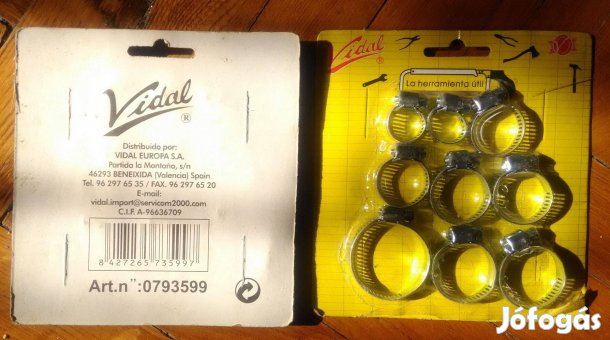 Vidal
®
Distribuido por:
VIDAL EUROPA S.A.
Partida la Montaña, s/n
46293 BENEIXIDA (Valencia) Spain
Tel. 96 297 65 35 / FAX. 96 297 65 20
E-mail:
vidal.import@servicom2000.com
C.I.F. A-96636709
8 427265 735997
Art.n°:0793599
Vidal
La herramienta útil
Jófogás